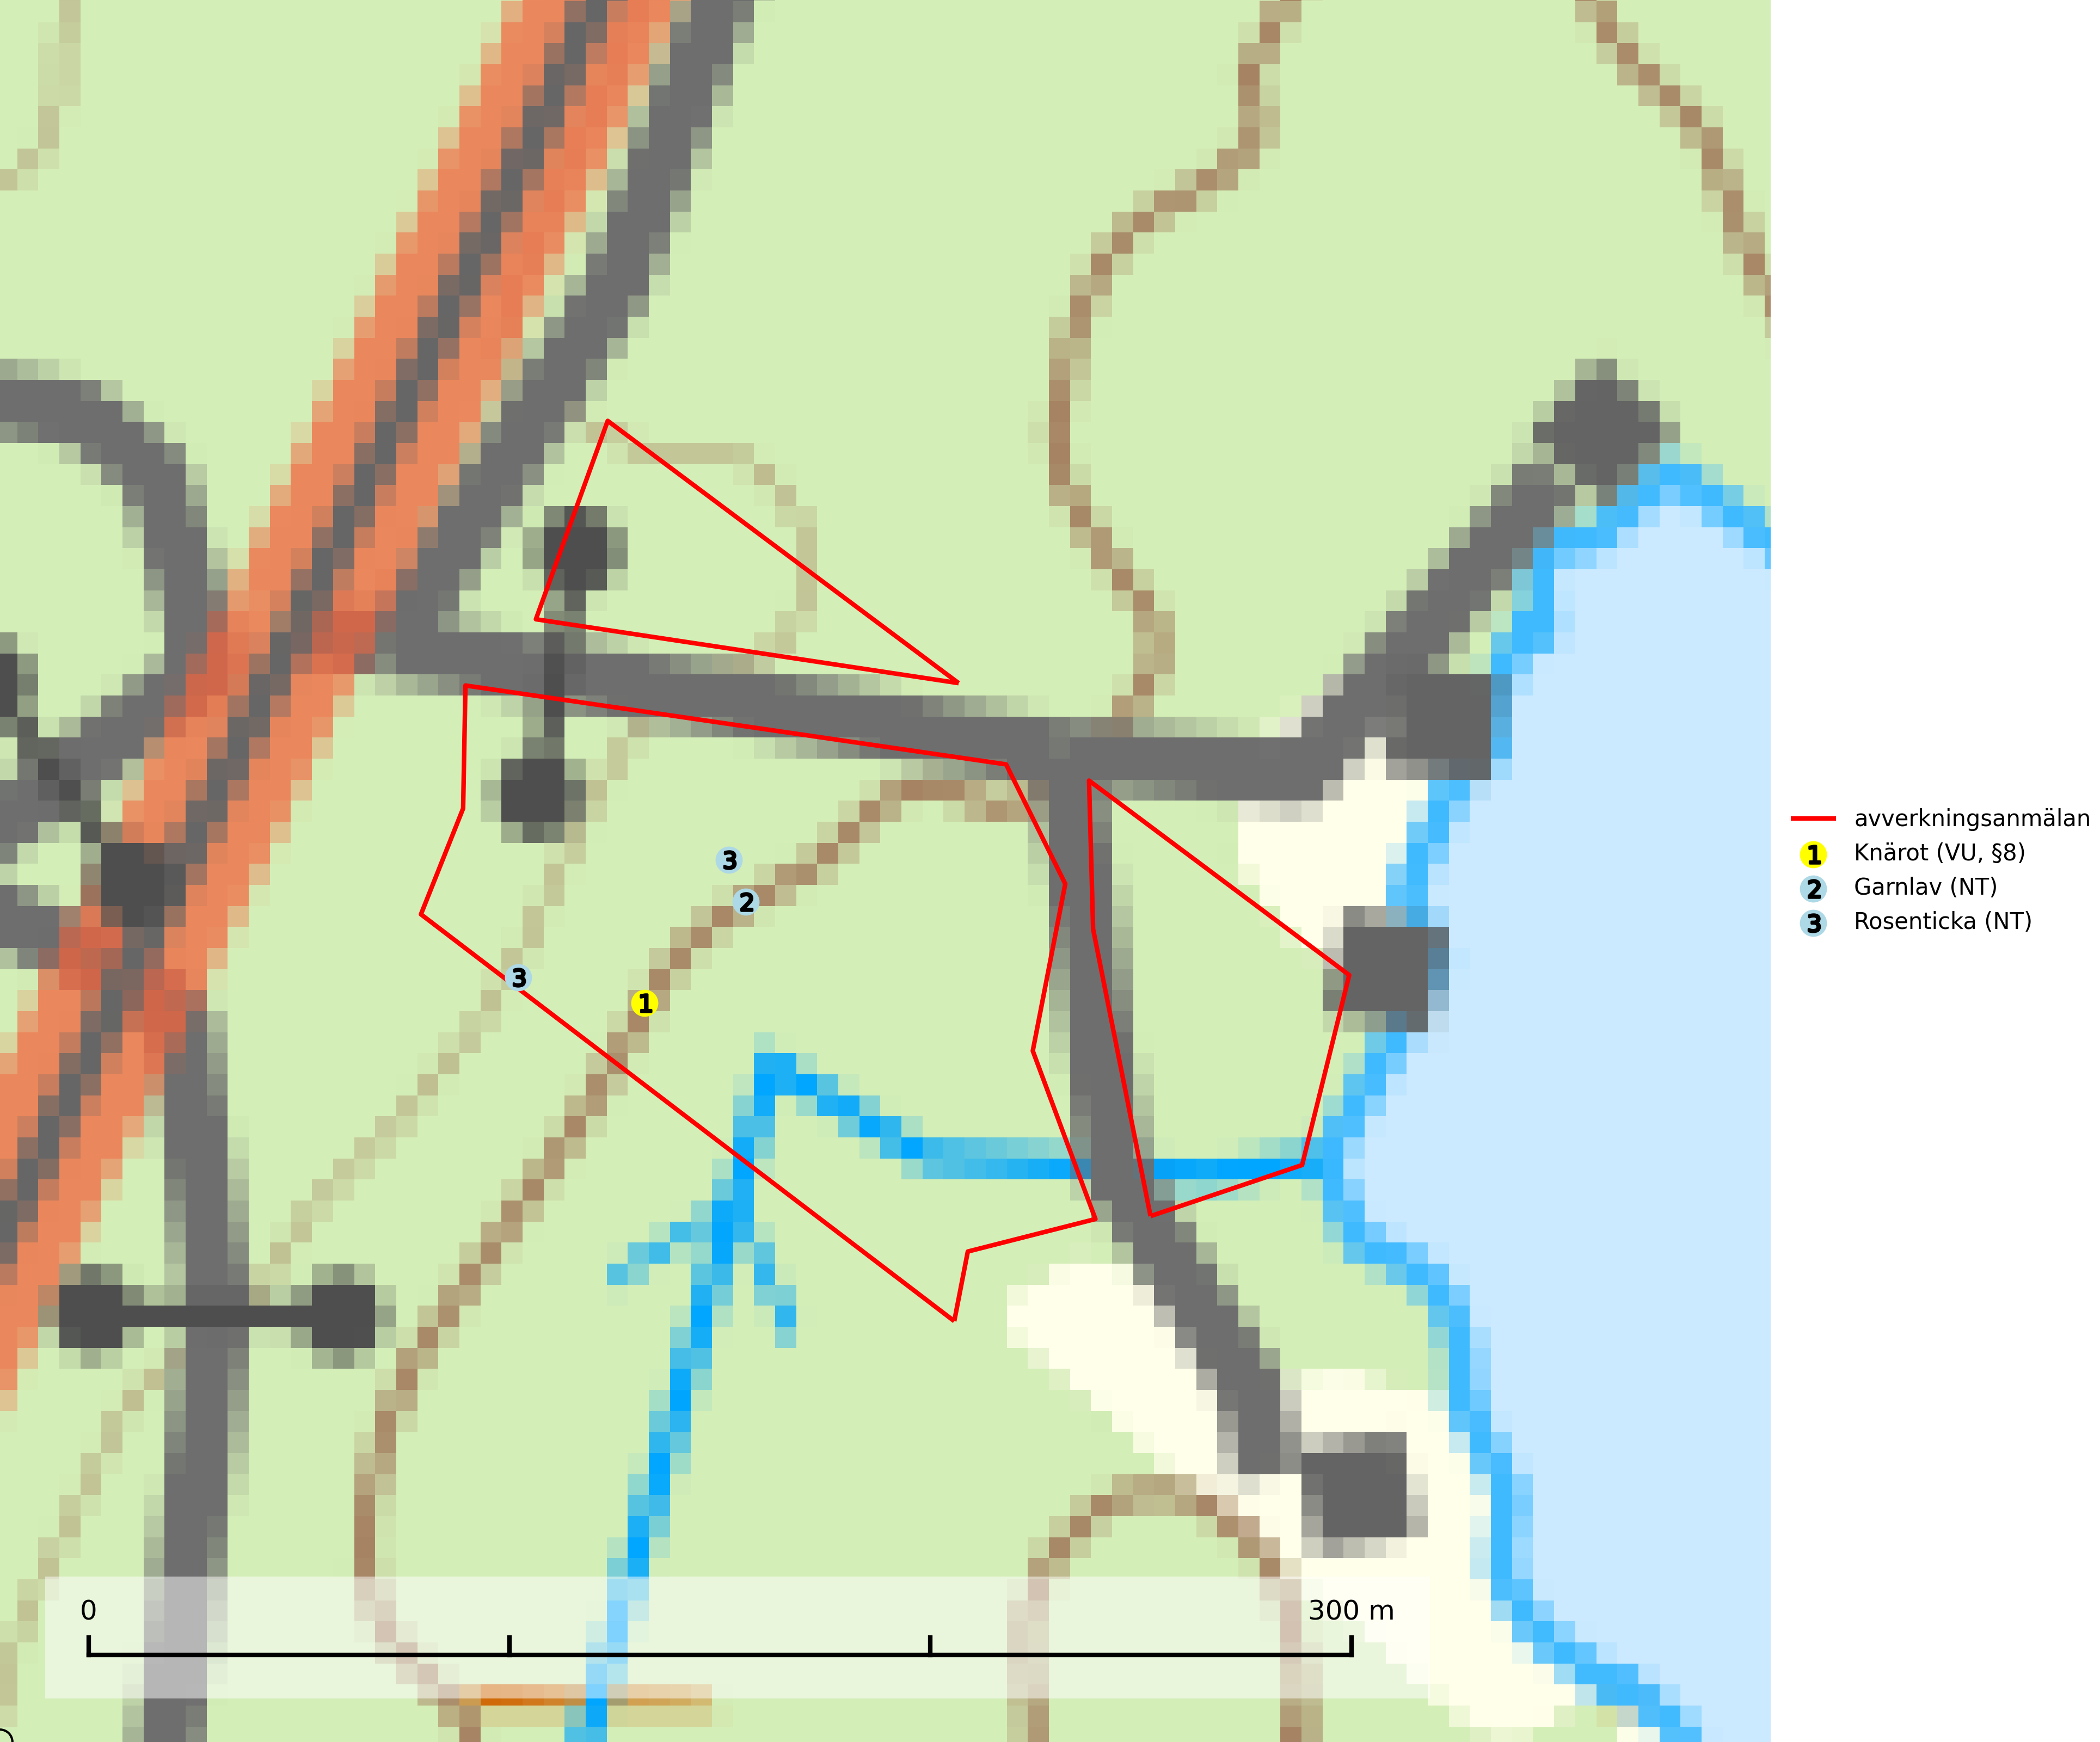 3
2
3
1
avverkningsanmälan
1 Knärot (VU, §8)
2 Garnlav (NT)
3 Rosenticka (NT)
0 300 m